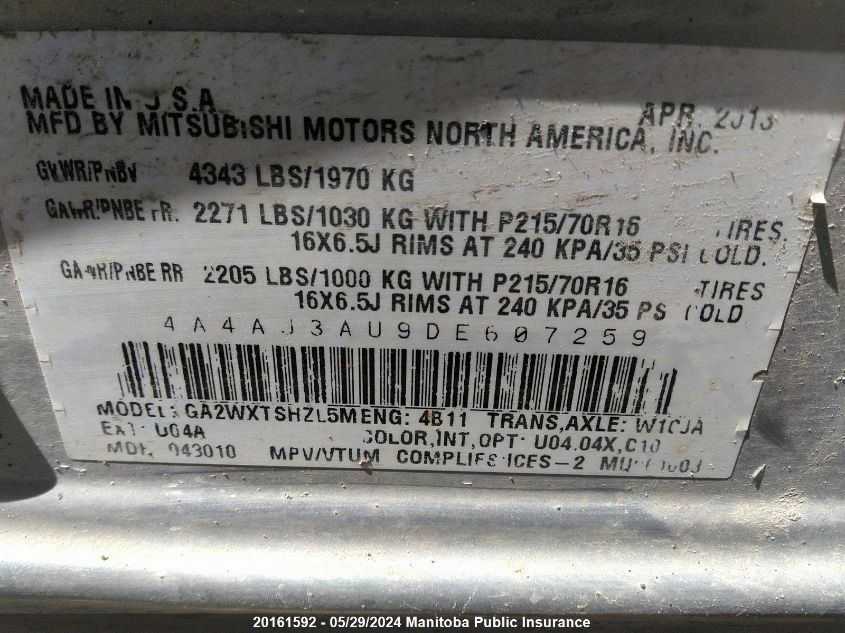 MADE IN U.S.A
APR. 2013
MFD BY MITSUBISHI MOTORS NORTH AMERICA, INC.
GVWR/PNBV 4343 LBS/1970 KG
GAWR/PNBE FR. 2271 LBS/1030 KG WITH P215/70R16 TIRES,
16X6.5J RIMS AT 240 KPA/35 PSI COLD.
GAWR/PNBE RR 2205 LBS/1000 KG WITH P215/70R16 TIRES
16X6.5J RIMS AT 240 KPA/35 PSI COLD
4A4AJ3AU9DE607259
MODEL: GA2WXTSHZL5M ENG: 4B11 TRANS,AXLE:
EXT: U04A COLOR,INT,OPT: U04.04X,C10
MDH. 043010 MPV/VTUM ICES-2
20161592 - 05/29/2024 Manitoba Public Insurance